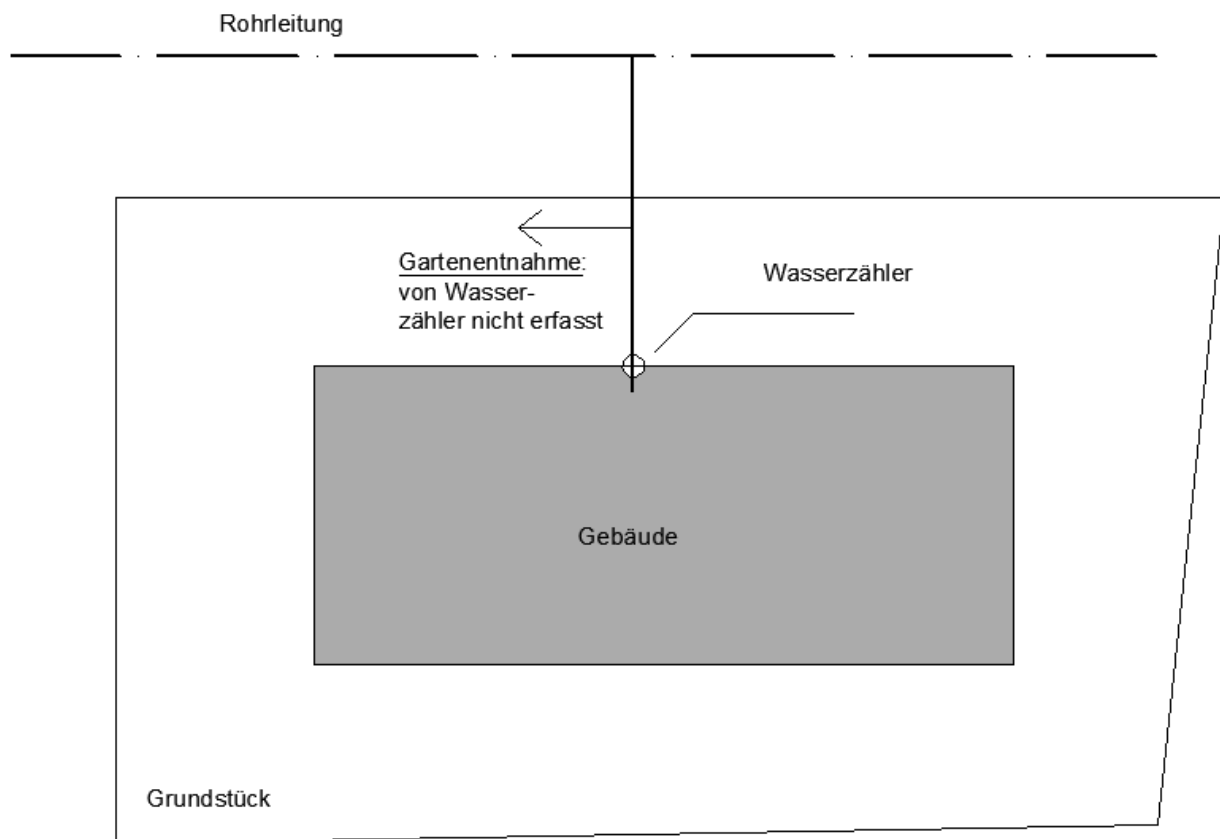 Rohrleitung
Gartenentnahme:
von Wasser-
zähler nicht erfasst
Wasserzähler
Gebäude
Grundstück